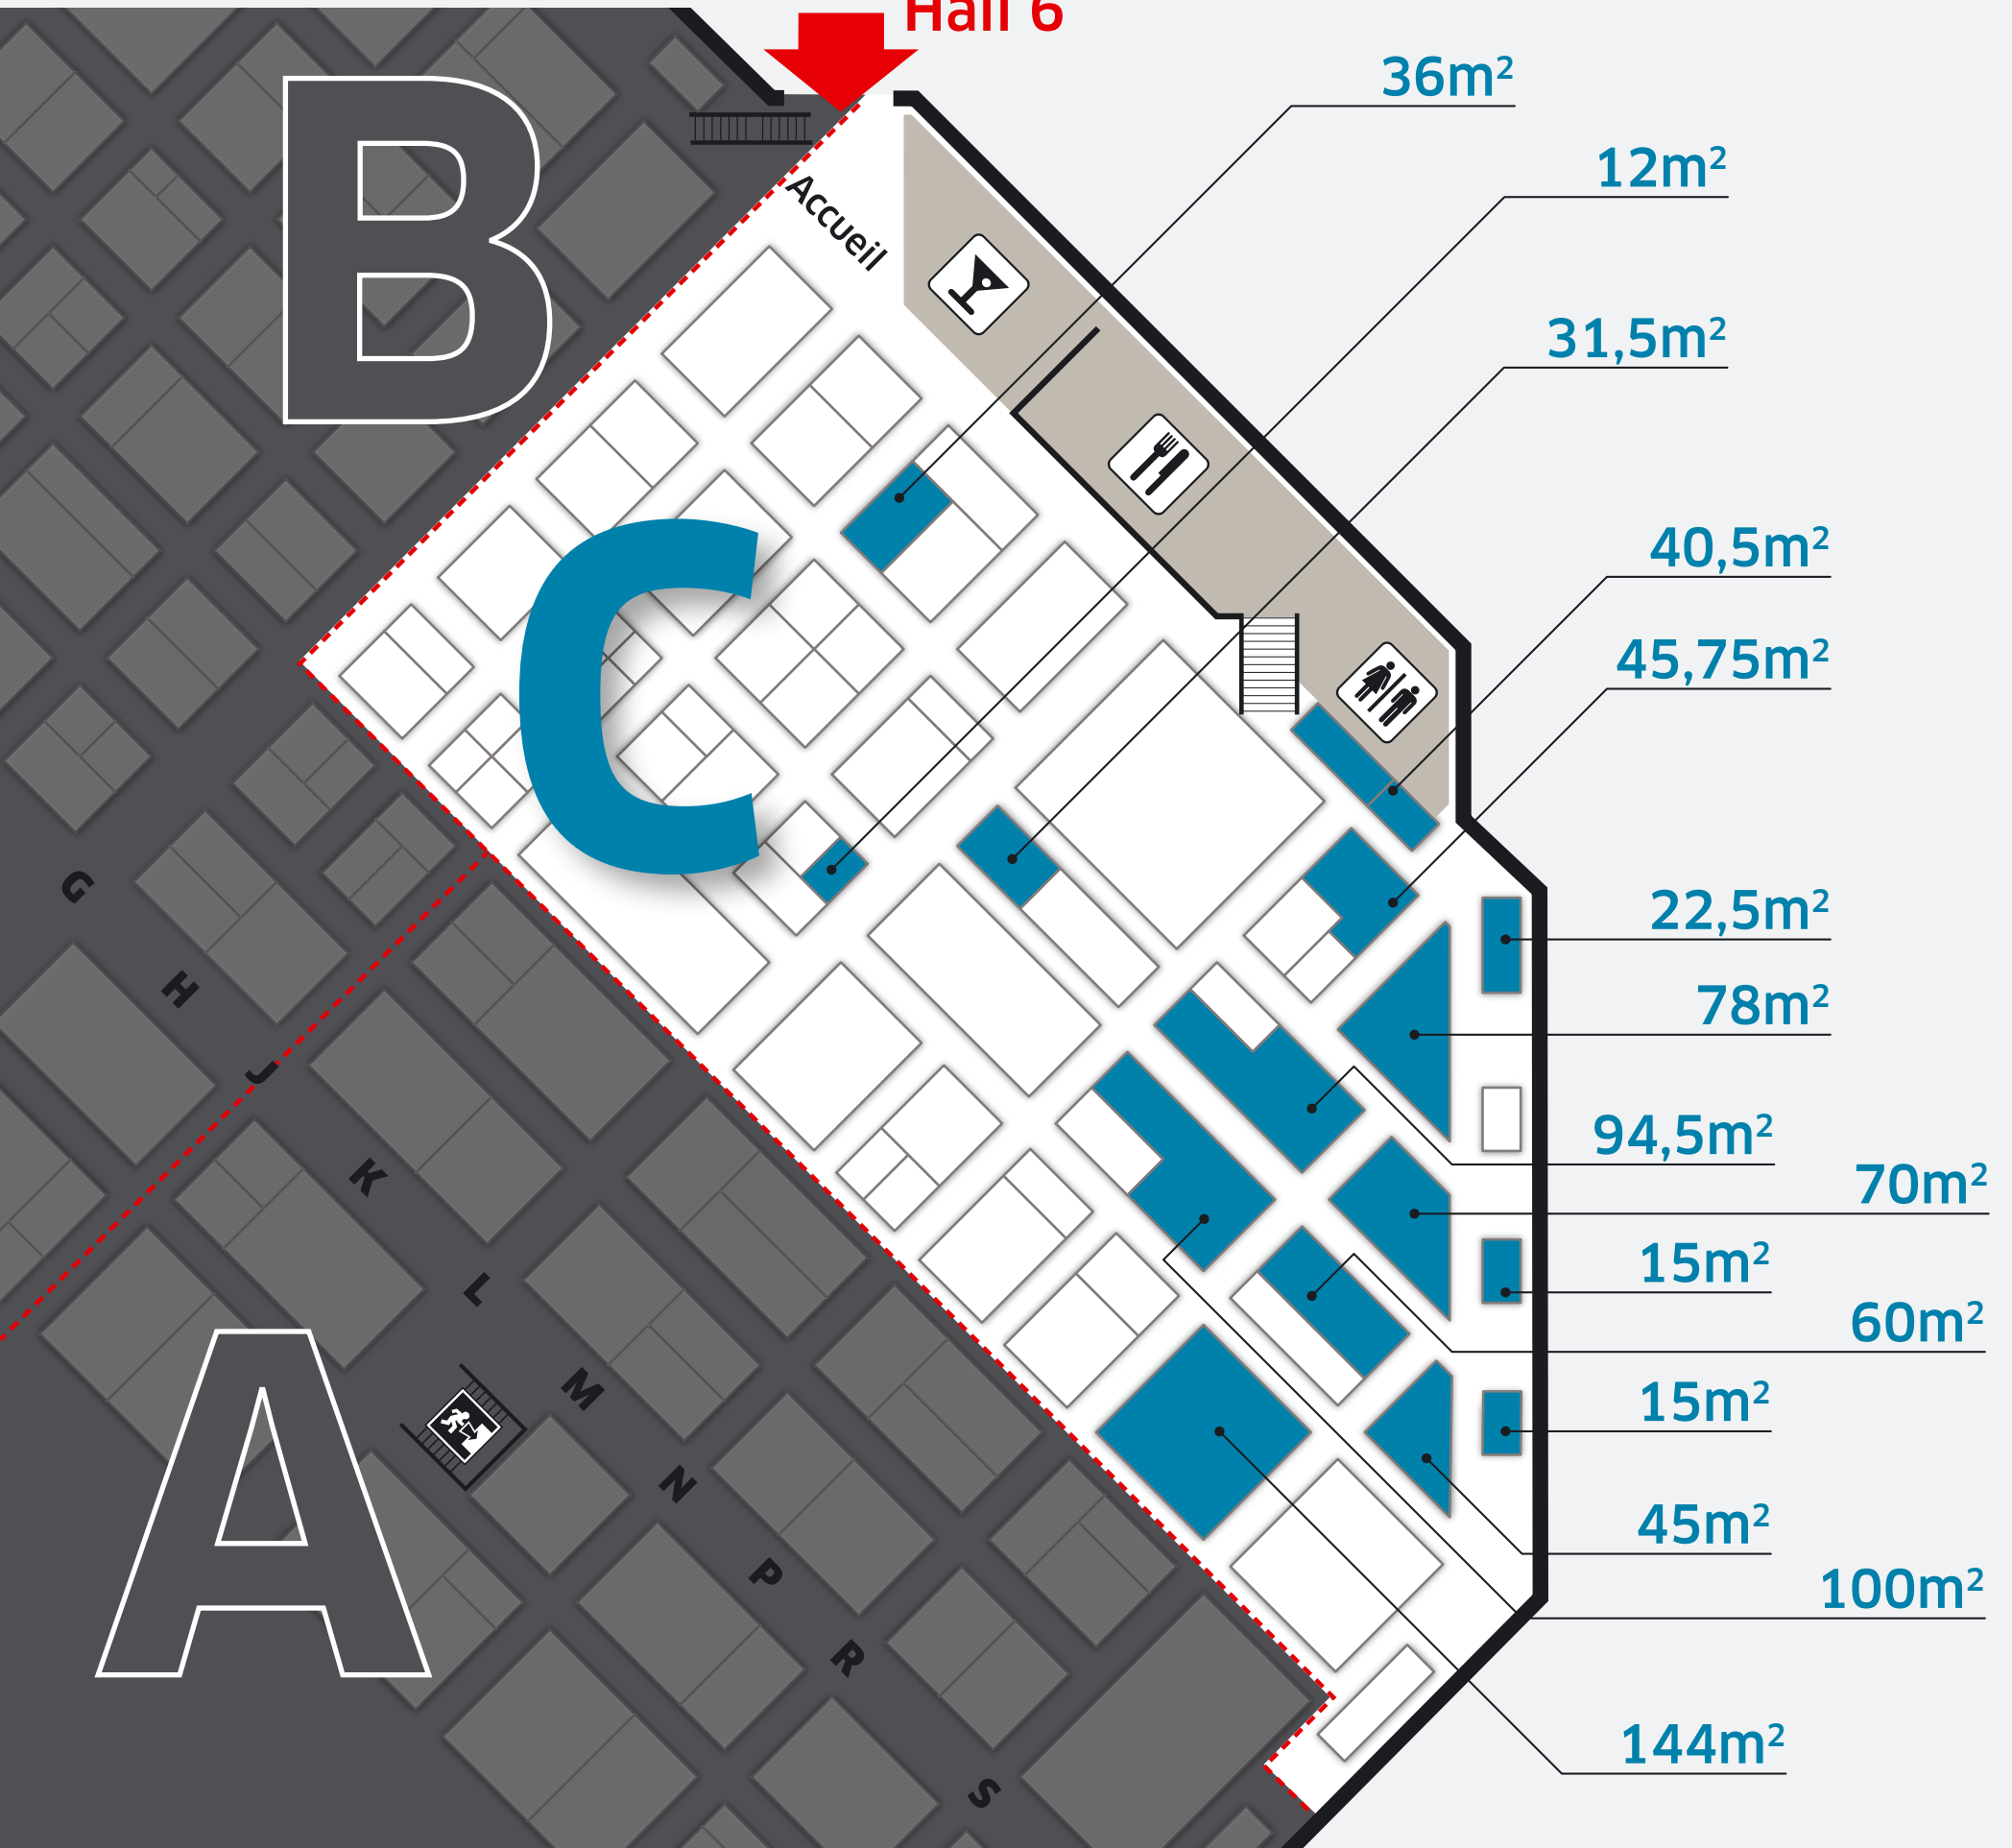 Hall 6
36m²
B
12m²
Accueil
31,5m²
40,5m²
C
45,75m²
G
22,5m²
H
78m²
J
94,5m²
K
70m²
15m²
L
60m²
A
M
15m²
N
45m²
P
100m²
R
144m²
S